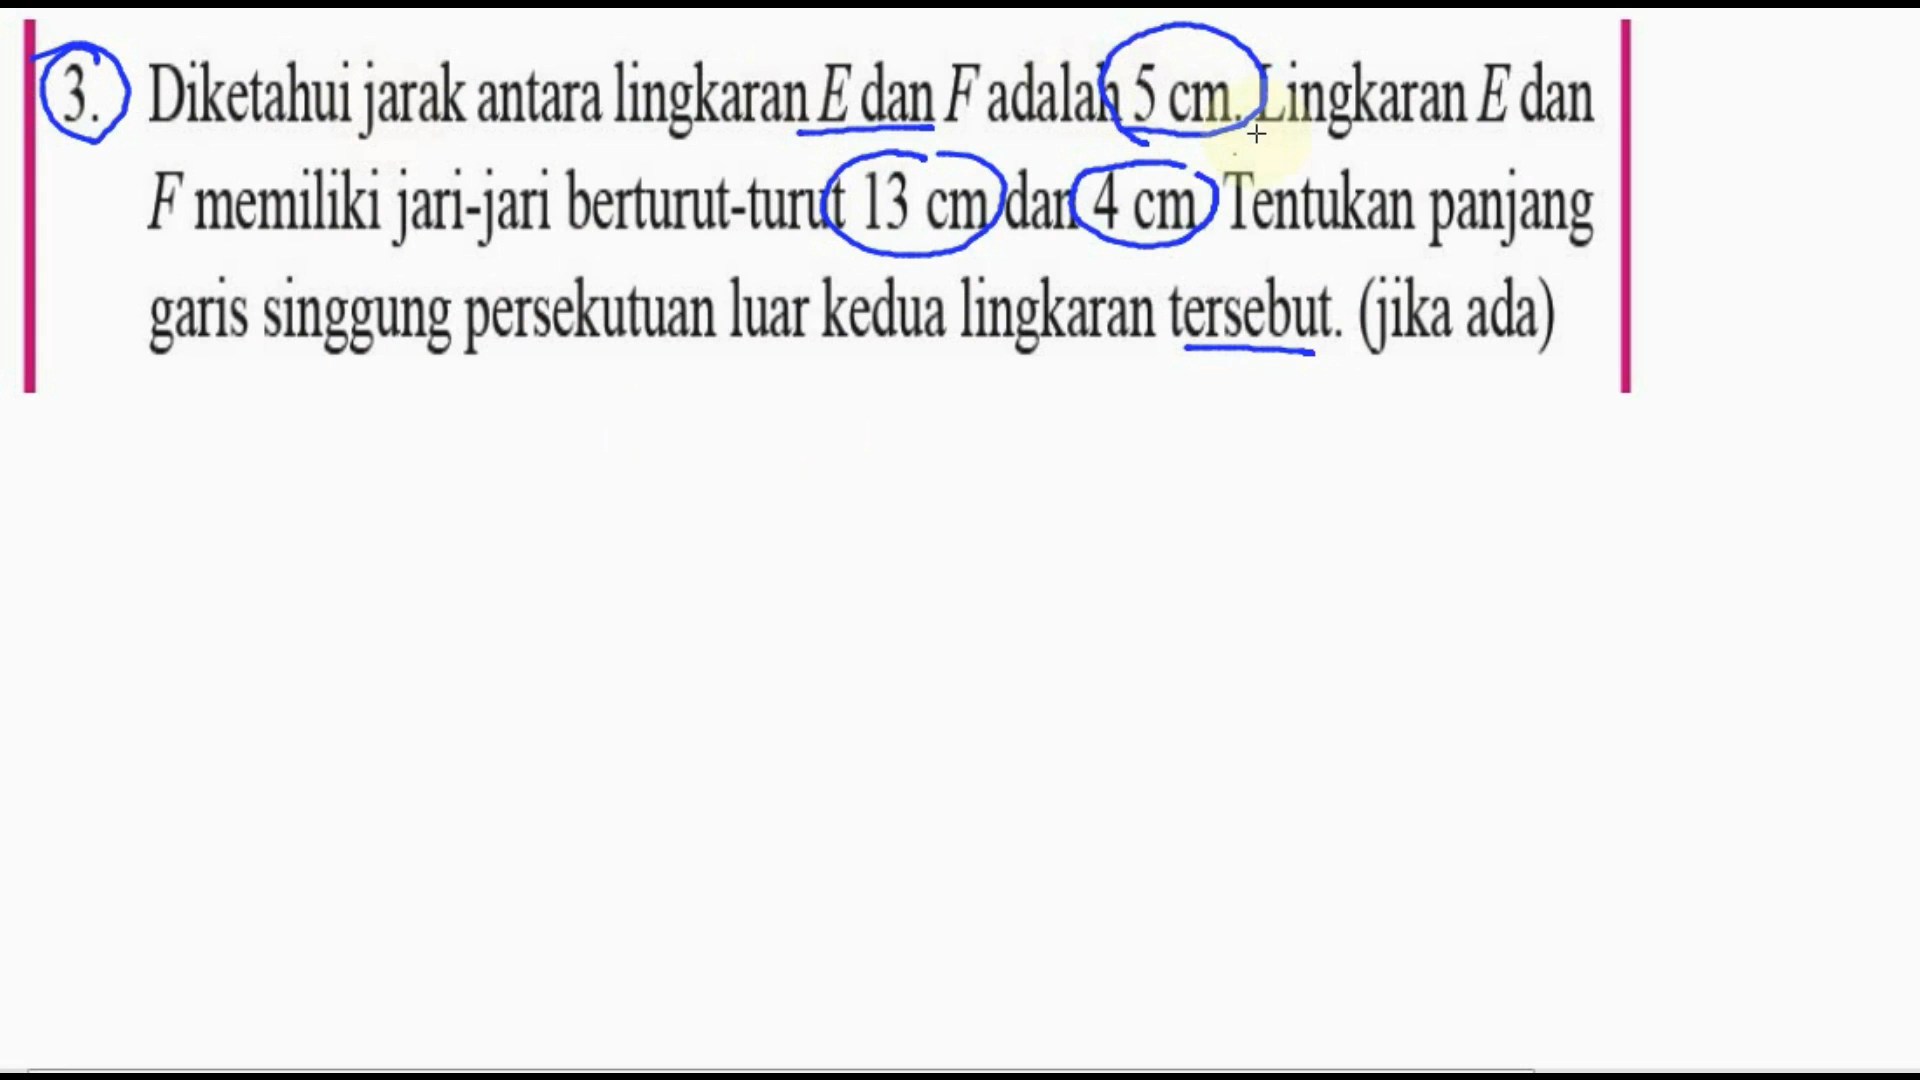 3. Diketahui jarak antara lingkaran E dan F adalah 5 cm. Lingkaran E dan
F memiliki jari-jari berturut-turut 13 cm dan 4 cm. Tentukan panjang
garis singgung persekutuan luar kedua lingkaran tersebut. (jika ada)